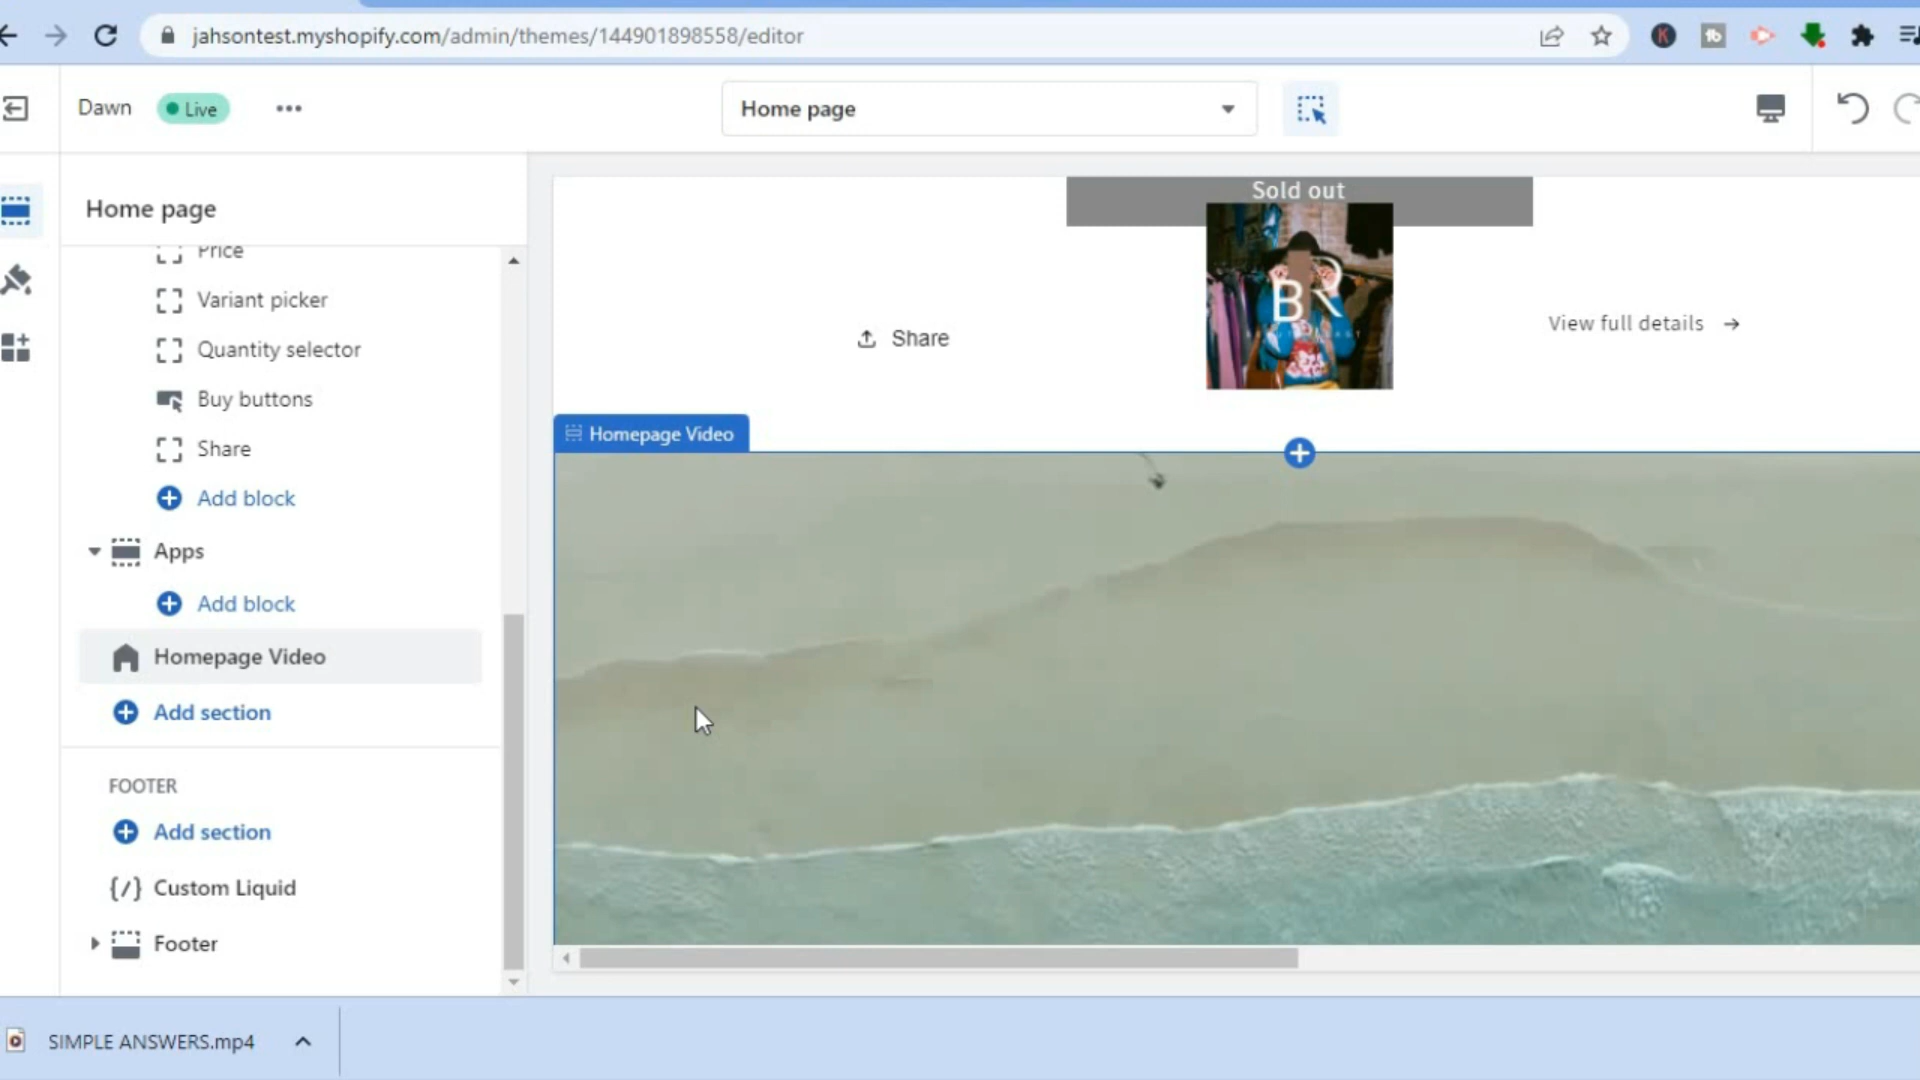 jahsontest.myshopify.com/admin/themes/144901898558/editor
Dawn
Live
Home page
Home page
Price
Variant picker
Quantity selector
Buy buttons
Share
Add block
Apps
Add block
Homepage Video
Add section
FOOTER
Add section
{/} Custom Liquid
Footer
Sold out
BR
Share
View full details →
Homepage Video
SIMPLE ANSWERS.mp4